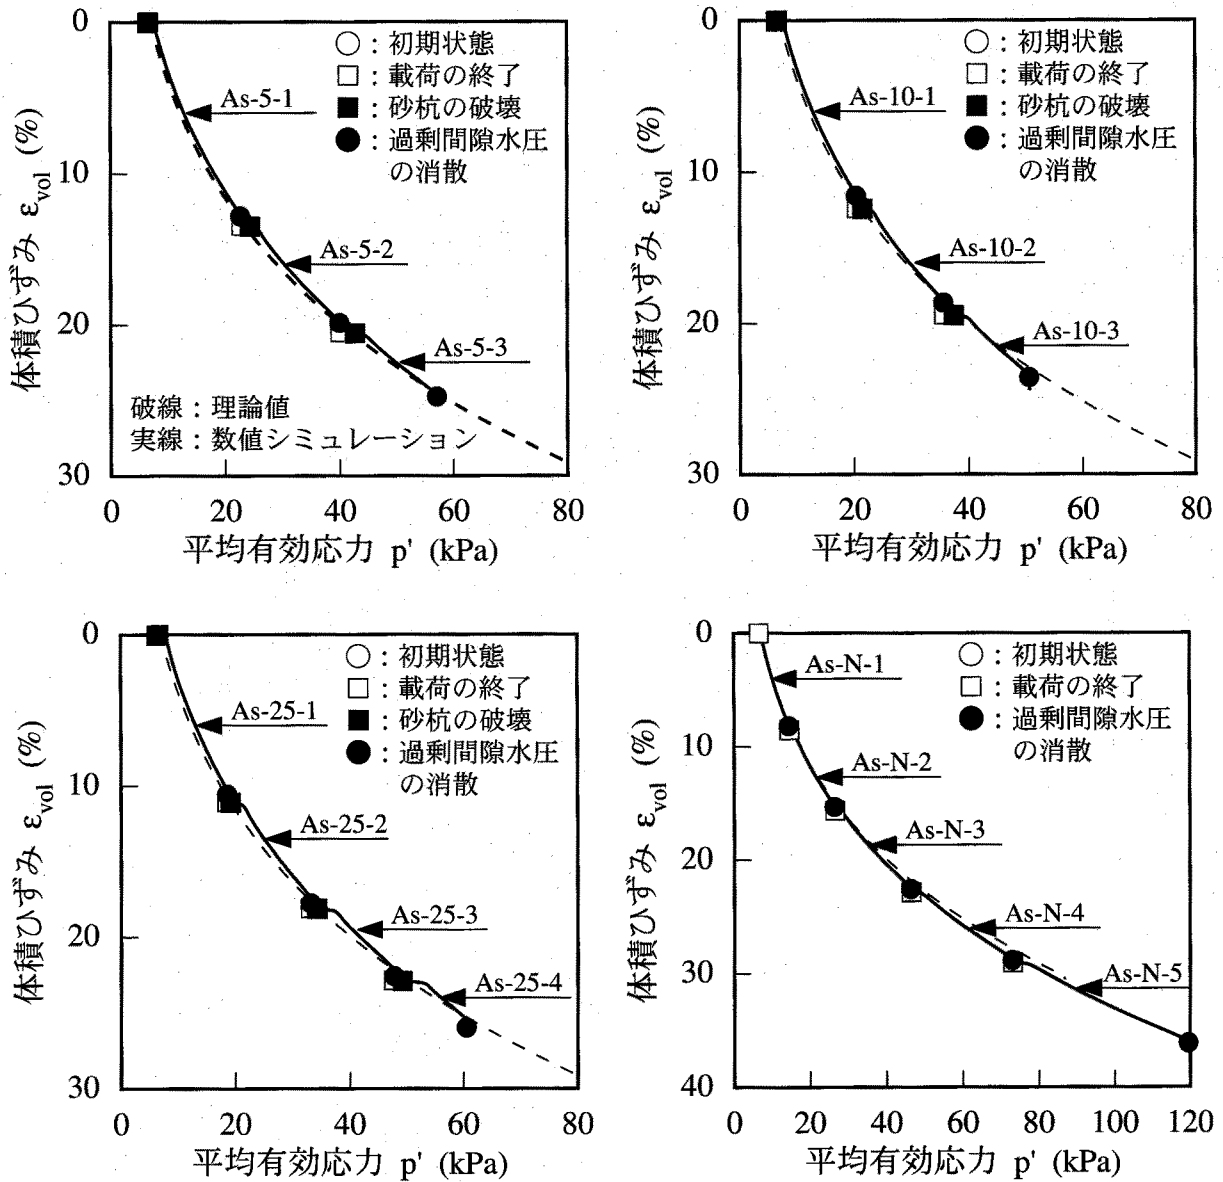 0
10
20
30
体積ひずみ ε_vol (%)
○：初期状態
□：載荷の終了
■：砂杭の破壊
●：過剰間隙水圧
の消散
As-5-1
As-5-2
As-5-3
破線：理論値
実線：数値シミュレーション
0 20 40 60 80
平均有効応力 p' (kPa)
0
10
20
30
体積ひずみ ε_vol (%)
○：初期状態
□：載荷の終了
■：砂杭の破壊
●：過剰間隙水圧
の消散
As-10-1
As-10-2
As-10-3
0 20 40 60 80
平均有効応力 p' (kPa)
0
10
20
30
体積ひずみ ε_vol (%)
○：初期状態
□：載荷の終了
■：砂杭の破壊
●：過剰間隙水圧
の消散
As-25-1
As-25-2
As-25-3
As-25-4
0 20 40 60 80
平均有効応力 p' (kPa)
0
10
20
30
40
体積ひずみ ε_vol (%)
○：初期状態
□：載荷の終了
●：過剰間隙水圧
の消散
As-N-1
As-N-2
As-N-3
As-N-4
As-N-5
0 20 40 60 80 100 120
平均有効応力 p' (kPa)